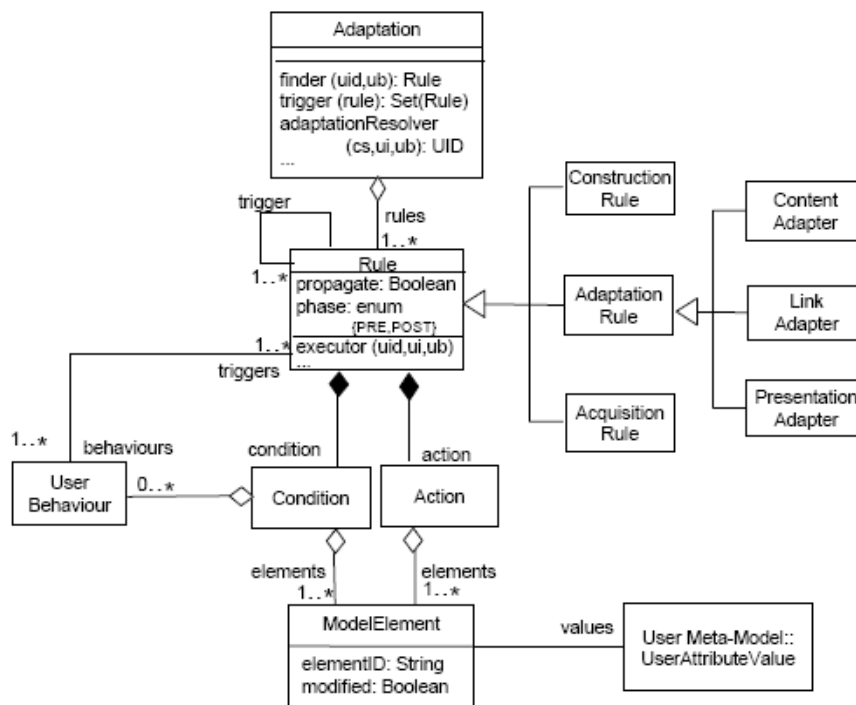 Adaptation
finder (uid,ub): Rule
trigger (rule): Set(Rule)
adaptationResolver
(cs,ui,ub): UID
...
trigger
rules
1..*
1..*
Rule
propagate: Boolean
phase: enum
{PRE,POST}
executor (uid,ui,ub)
...
Construction
Rule
Adaptation
Rule
Acquisition
Rule
Content
Adapter
Link
Adapter
Presentation
Adapter
1..*
triggers
1..*
behaviours
condition
action
User
Behaviour
0..*
Condition
Action
elements
1..*
elements
1..*
ModelElement
elementID: String
modified: Boolean
values
User Meta-Model::
UserAttributeValue